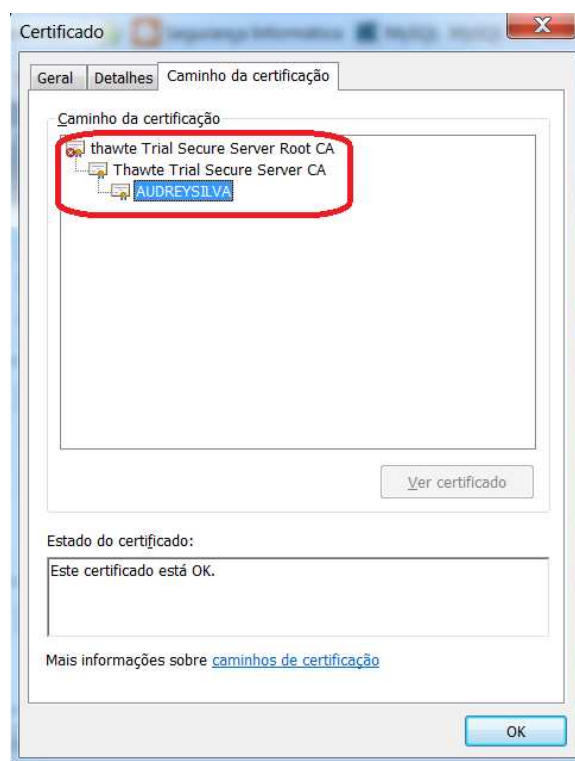 Certificado
Geral Detalhes Caminho da certificação
Caminho da certificação
thawte Trial Secure Server Root CA
Thawte Trial Secure Server CA
AUDREYSILVA
Ver certificado
Estado do certificado:
Este certificado está OK.
Mais informações sobre caminhos de certificação
OK